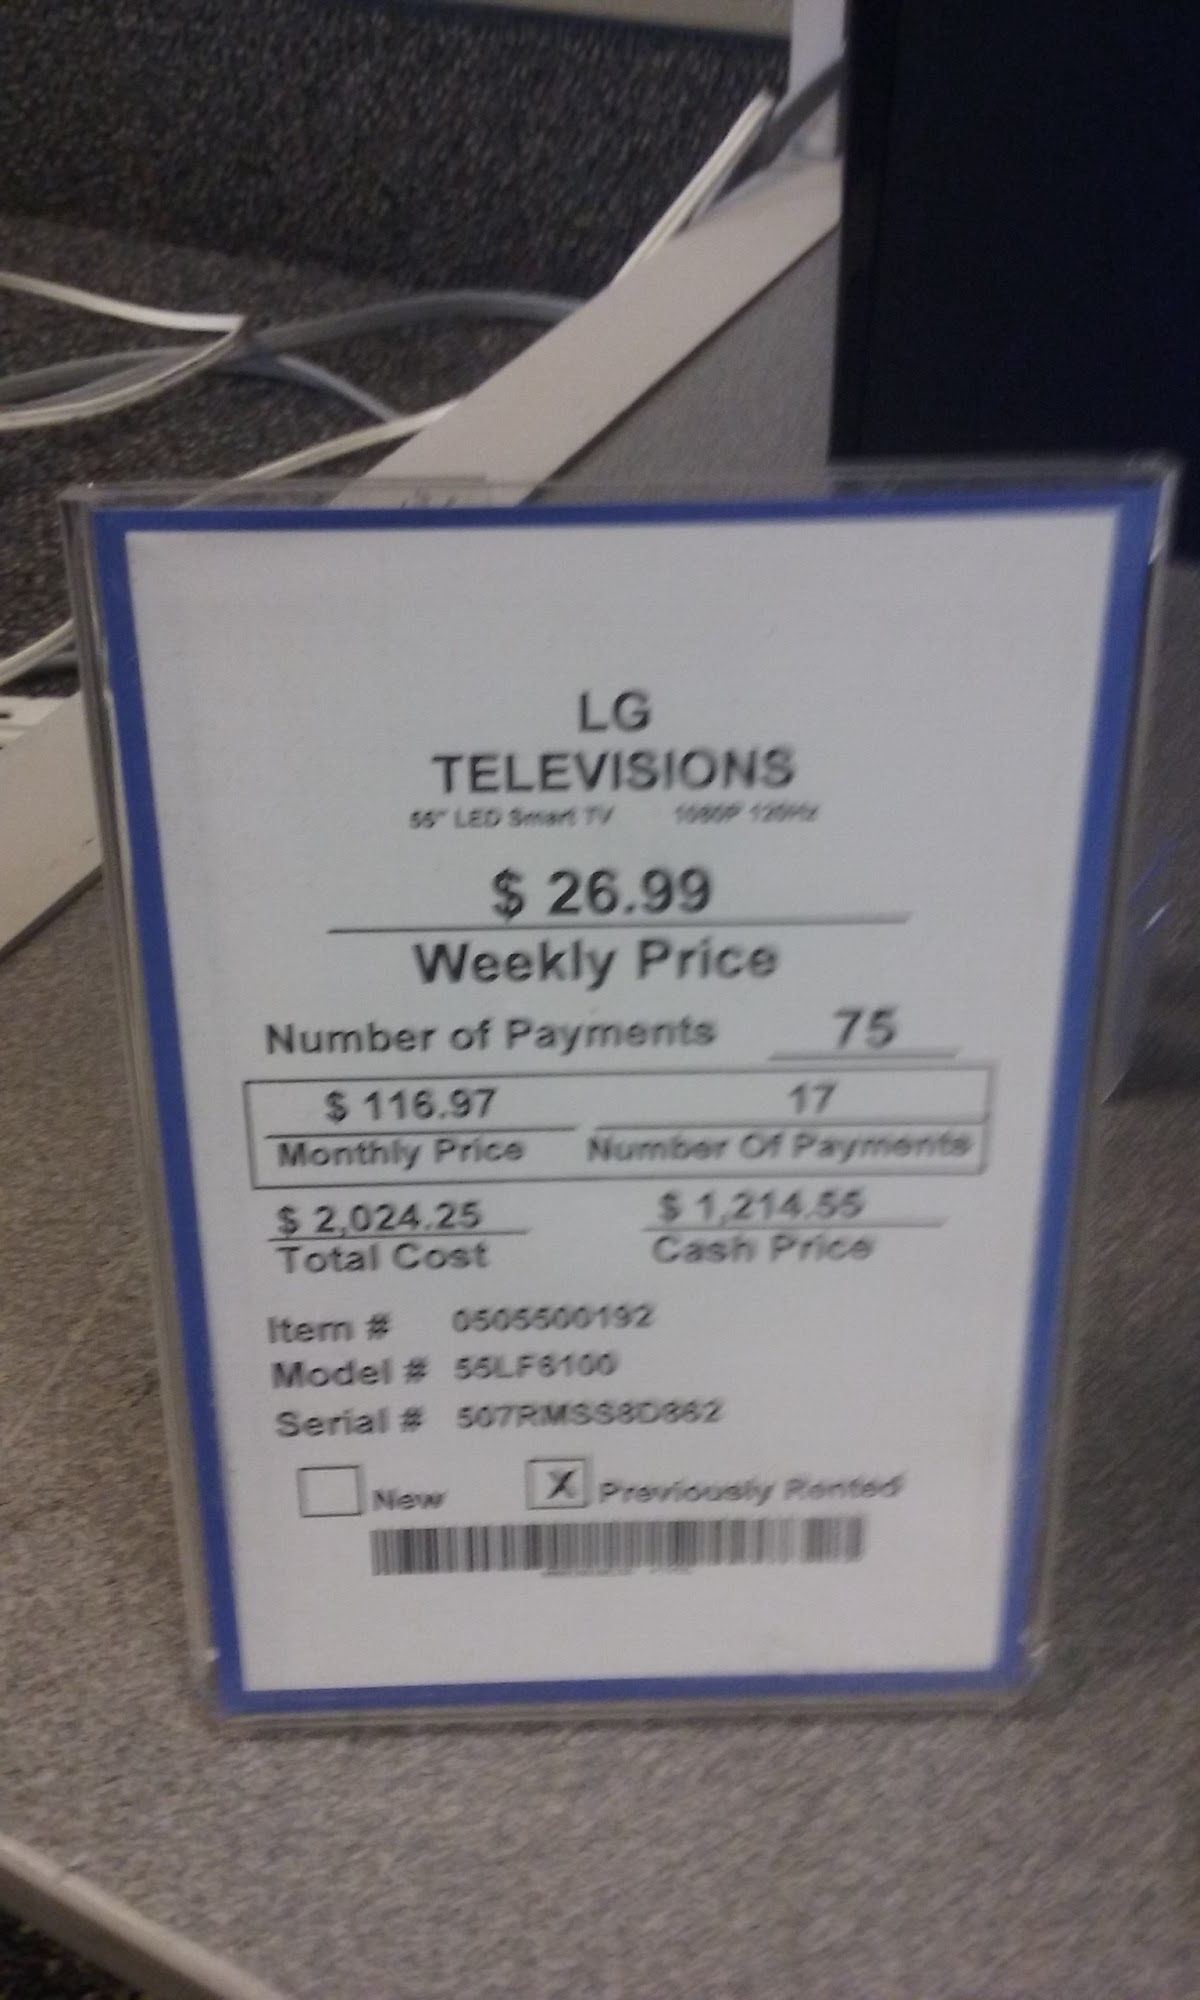 LG
TELEVISIONS
55" LED Smart TV 1080P 120Hz
$ 26.99
Weekly Price
Number of Payments 75
$ 116.97 17
Monthly Price Number Of Payments
$ 2,024.25 $ 1,214.55
Total Cost Cash Price
Item # 0505500192
Model # 55LF6100
Serial # 507RMSS8D862
New X Previously Rented